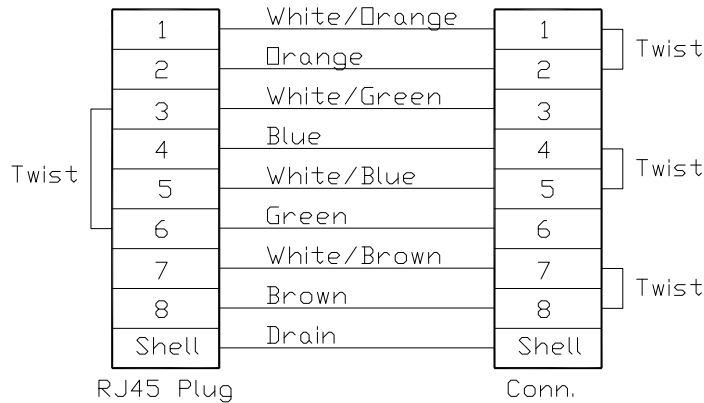 1 White/Orange 1
Twist
2 Orange 2
3 White/Green 3
4 Blue 4
Twist
Twist
5 White/Blue 5
6 Green 6
7 White/Brown 7
Twist
8 Brown 8
Shell Drain Shell
RJ45 Plug Conn.